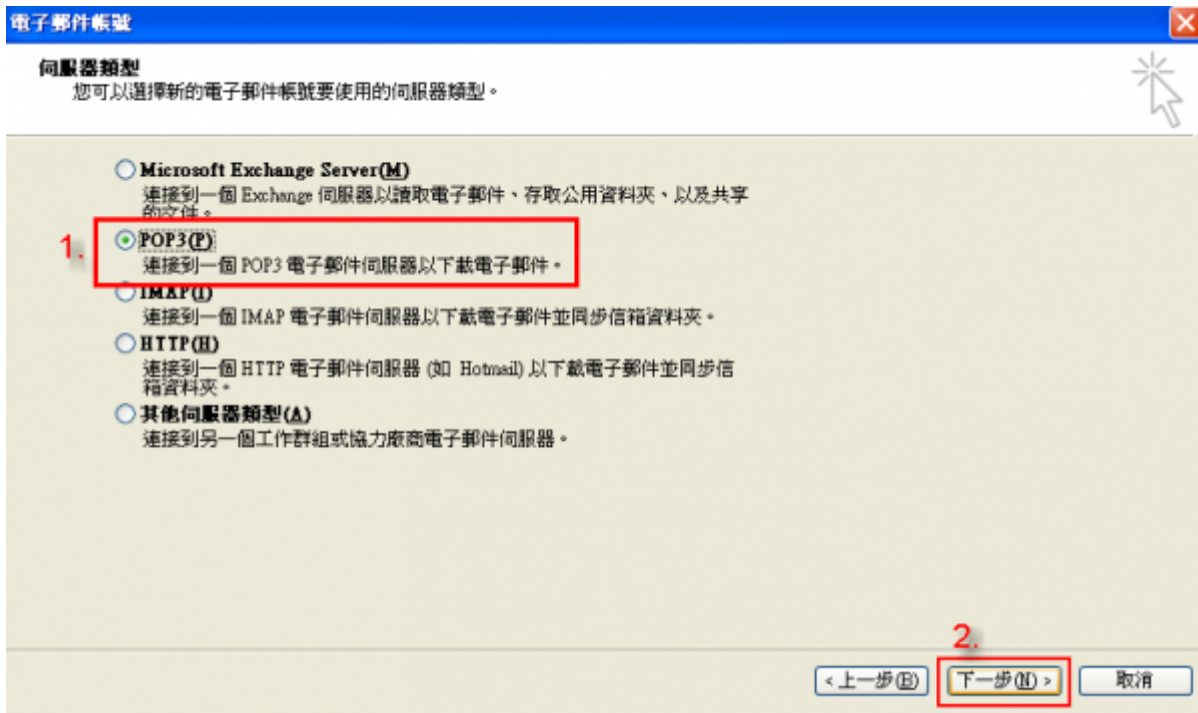 電子郵件帳號
伺服器類型
您可以選擇新的電子郵件帳號要使用的伺服器類型。
Microsoft Exchange Server(M)
連接到一個 Exchange 伺服器以讀取電子郵件、存取公用資料夾、以及共享
的文件。
1.
POP3(P)
連接到一個 POP3 電子郵件伺服器以下載電子郵件。
IMAP(I)
連接到一個 IMAP 電子郵件伺服器以下載電子郵件並同步信箱資料夾。
HTTP(H)
連接到一個 HTTP 電子郵件伺服器 (如 Hotmail) 以下載電子郵件並同步信
箱資料夾。
其他伺服器類型(A)
連接到另一個工作群組或協力廠商電子郵件伺服器。
2.
<上一步(B) 下一步(N)> 取消